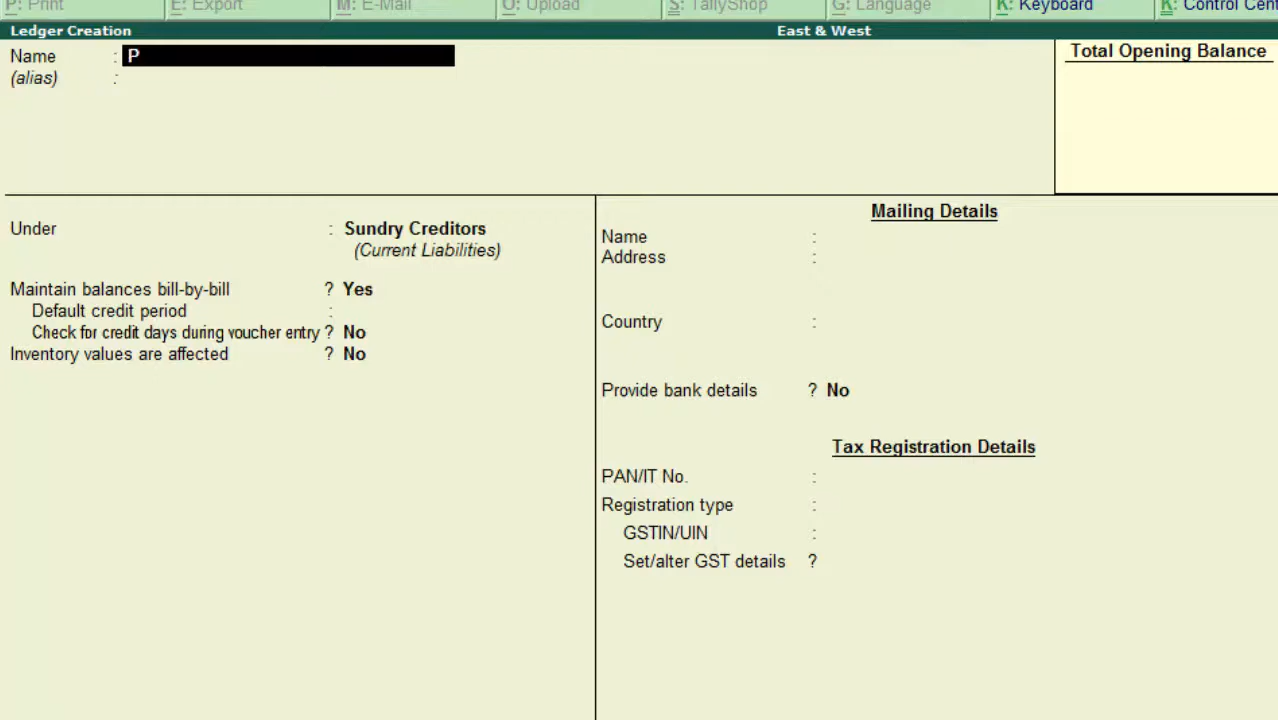 P: Print E: Export M: E-Mail O: Upload S: TallyShop G: Language K: Keyboard K: Control Cent
Ledger Creation East & West
Name : P
(alias) :
Total Opening Balance
Under : Sundry Creditors
(Current Liabilities)
Maintain balances bill-by-bill ? Yes
Default credit period :
Check for credit days during voucher entry ? No
Inventory values are affected ? No
Mailing Details
Name :
Address :
Country :
Provide bank details ? No
Tax Registration Details
PAN/IT No. :
Registration type :
GSTIN/UIN :
Set/alter GST details ?